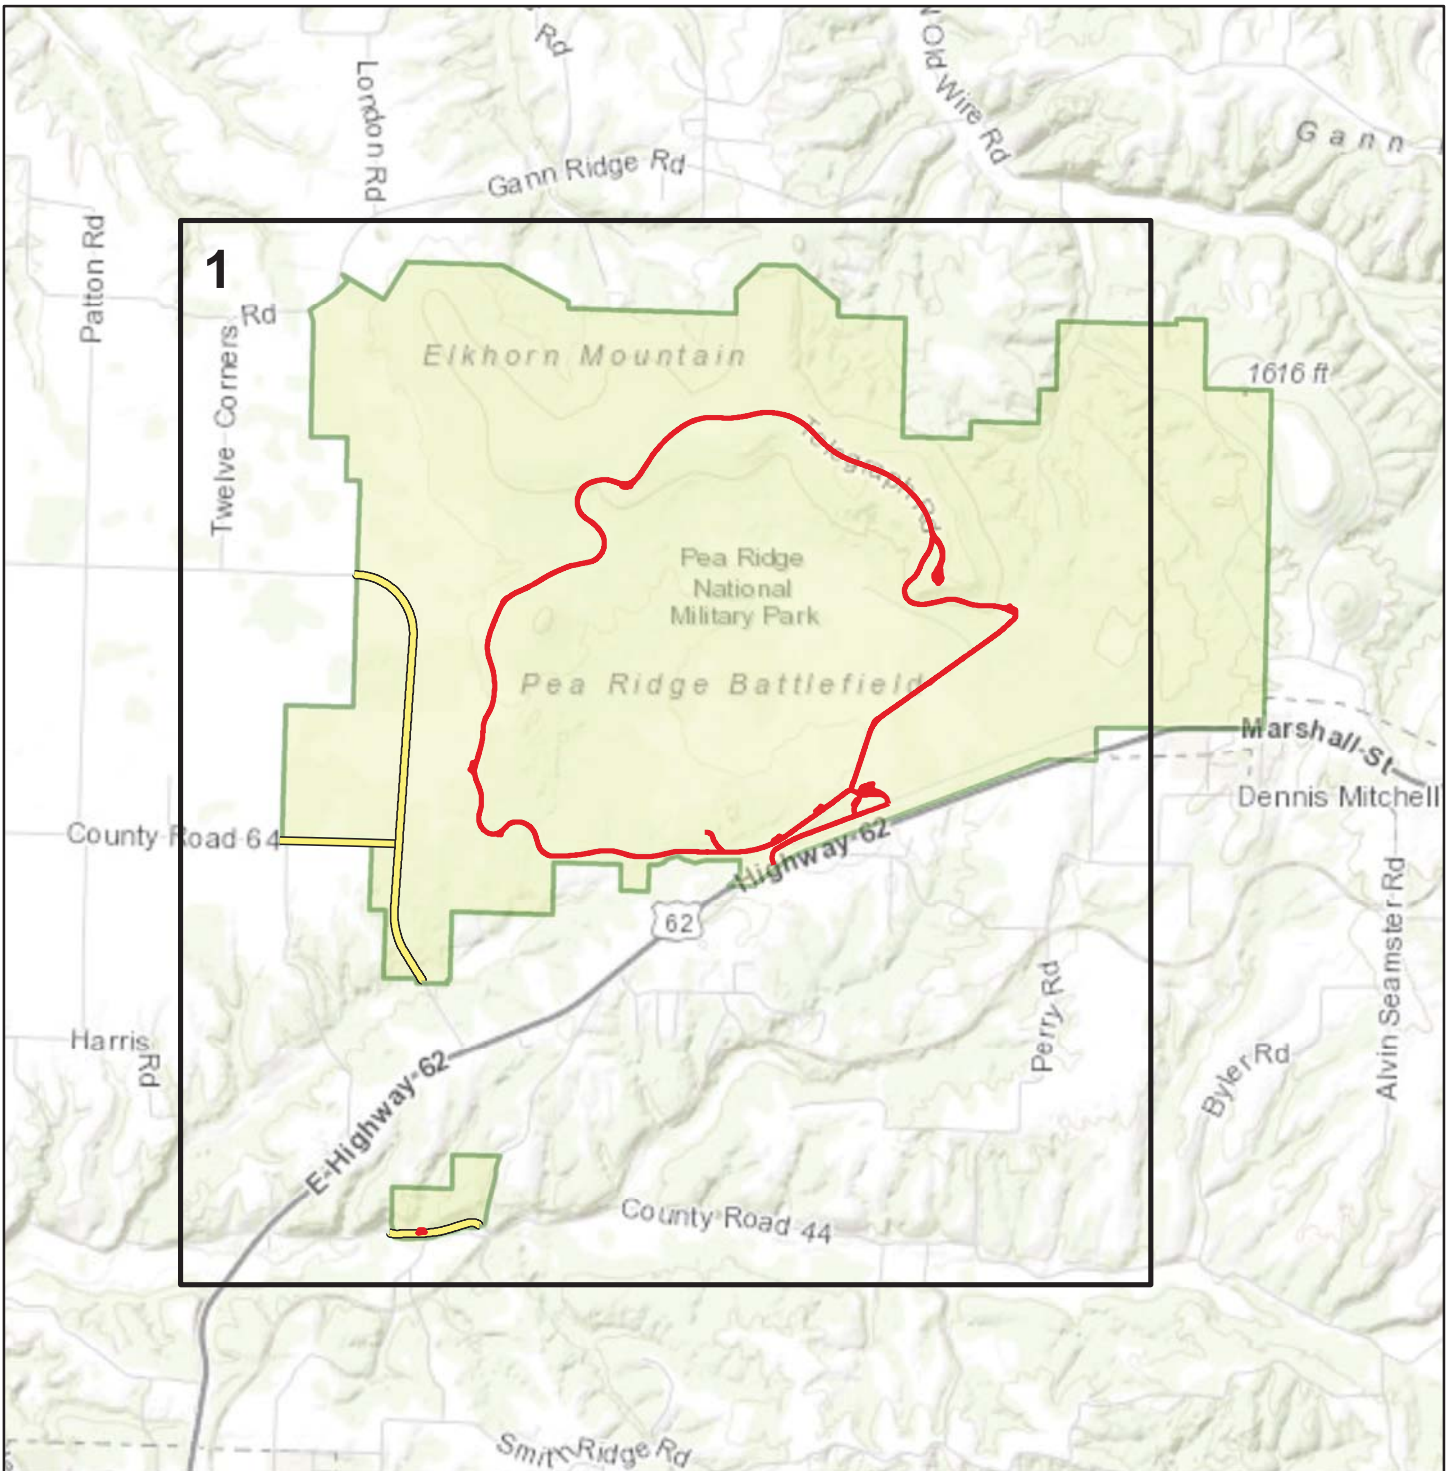 Rd
Old Wire Rd
London Rd
Gann
Gann Ridge Rd
Patton Rd
1
Rd
Twelve Corners
Elkhorn Mountain
1616 ft
Telegraph Rd
Pea Ridge
National
Military Park
Pea Ridge Battlefield
Marshall-St
Dennis Mitchell
County Road 64
Highway-62
62
Alvin Seamster Rd
Perry Rd
Harris
Rd
Byler Rd
E-Highway-62
County Road 44
Smith Ridge Rd